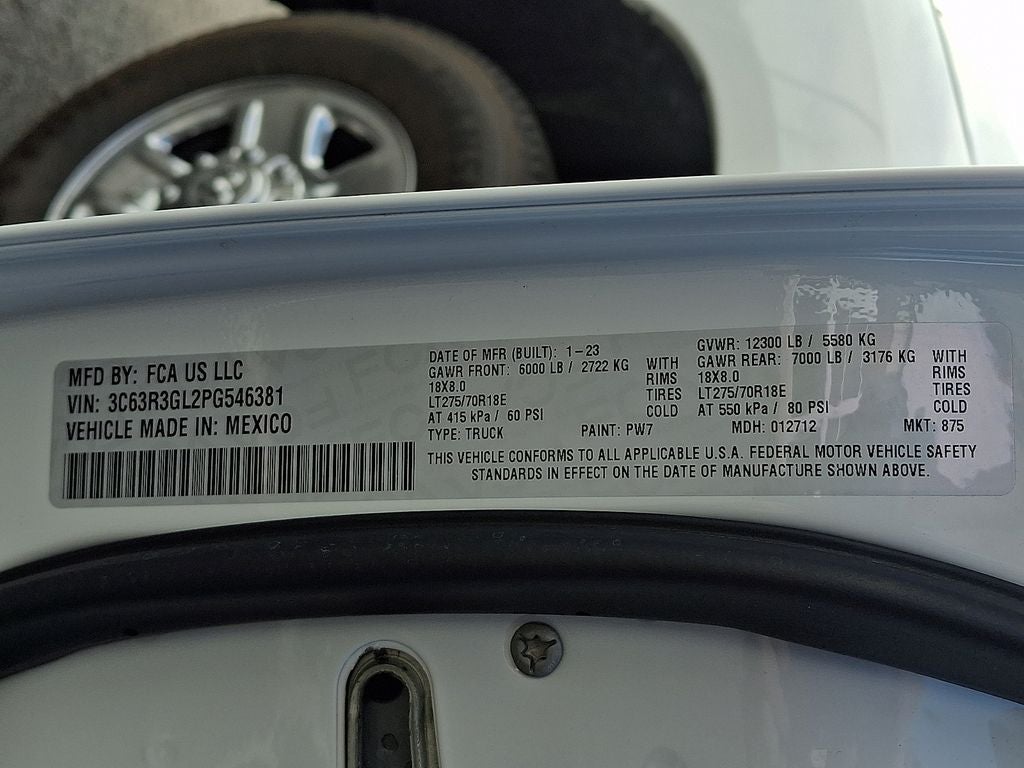 MFD BY: FCA US LLC
VIN: 3C63R3GL2PG546381
VEHICLE MADE IN: MEXICO
DATE OF MFR (BUILT): 1-23
GAWR FRONT: 6000 LB / 2722 KG
18X8.0
LT275/70R18E
AT 415 kPa / 60 PSI
WITH
RIMS
TIRES
COLD
GVWR: 12300 LB / 5580 KG
GAWR REAR: 7000 LB / 3176 KG
18X8.0
LT275/70R18E
AT 550 kPa / 80 PSI
WITH
RIMS
TIRES
COLD
TYPE: TRUCK PAINT: PW7 MDH: 012712 MKT: 875
THIS VEHICLE CONFORMS TO ALL APPLICABLE U.S.A. FEDERAL MOTOR VEHICLE SAFETY
STANDARDS IN EFFECT ON THE DATE OF MANUFACTURE SHOWN ABOVE.